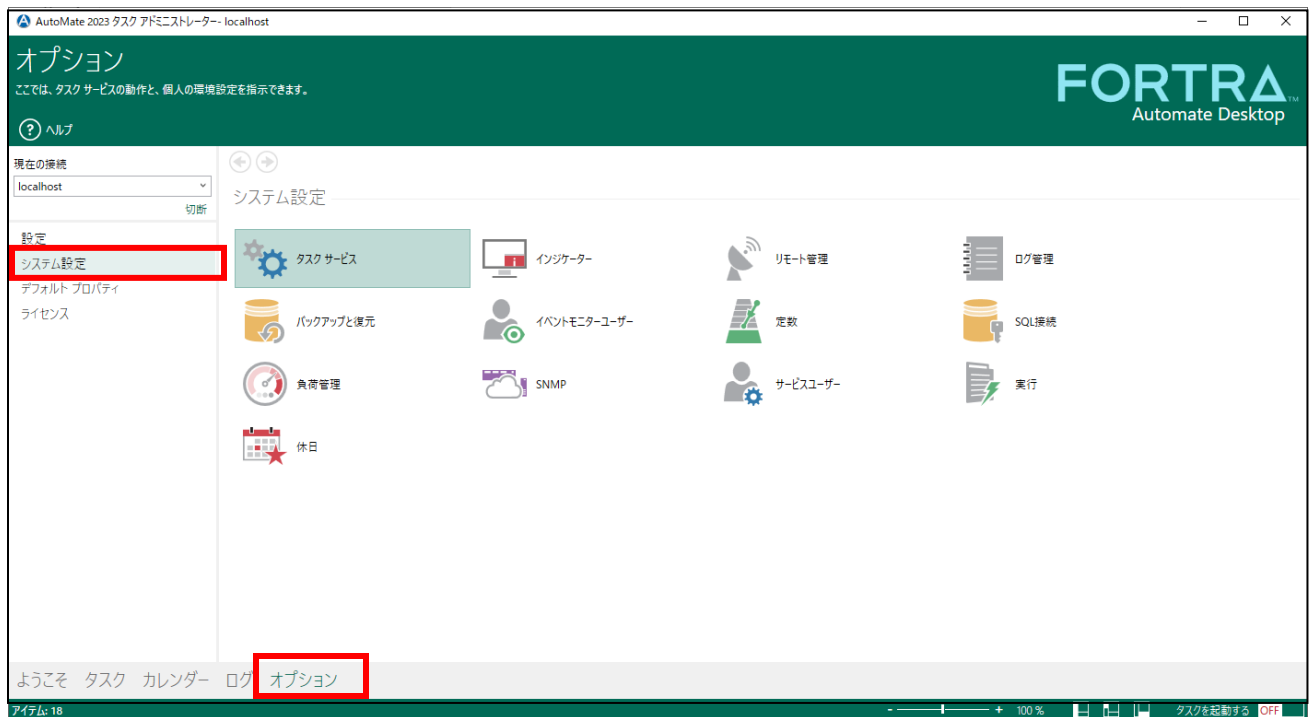 AutoMate 2023 タスク アドミニストレーター- localhost
オプション
ここでは、タスク サービスの動作と、個人の環境設定を指示できます。
FORTRA™
Automate Desktop
? ヘルプ
現在の接続
localhost
切断
設定
システム設定
デフォルト プロパティ
ライセンス
システム設定
タスク サービス
インジケーター
リモート管理
ログ管理
バックアップと復元
イベントモニターユーザー
定数
SQL接続
負荷管理
SNMP
サービスユーザー
実行
休日
ようこそ タスク カレンダー ログ オプション
アイテム: 18
- + 100 % タスクを起動する OFF